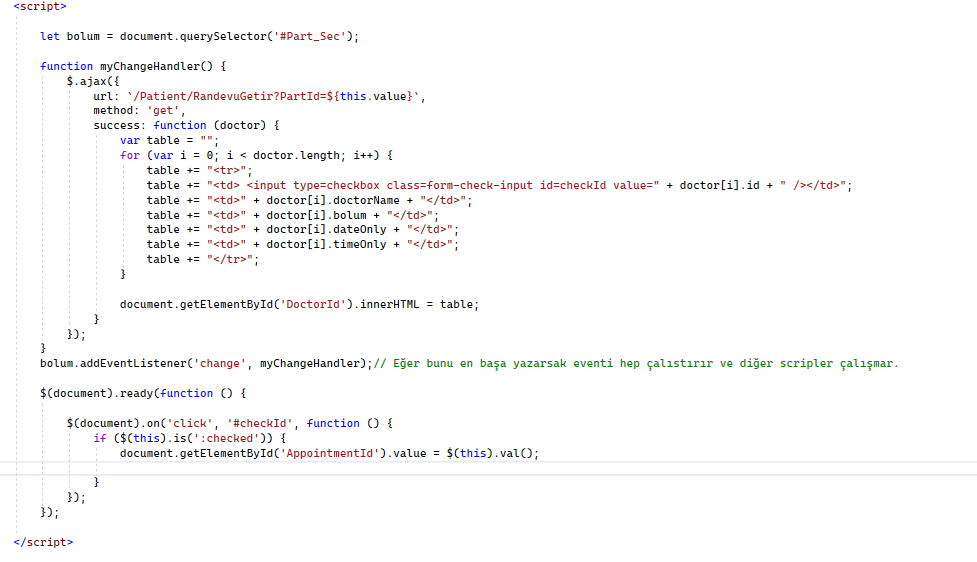 <script>
let bolum = document.querySelector('#Part_Sec');
function myChangeHandler() {
$.ajax({
url: `/Patient/RandevuGetir?PartId=${this.value}`,
method: 'get',
success: function (doctor) {
var table = "";
for (var i = 0; i < doctor.length; i++) {
table += "<tr>";
table += "<td> <input type=checkbox class=form-check-input id=checkId value=" + doctor[i].id + " /></td>";
table += "<td>" + doctor[i].doctorName + "</td>";
table += "<td>" + doctor[i].bolum + "</td>";
table += "<td>" + doctor[i].dateOnly + "</td>";
table += "<td>" + doctor[i].timeOnly + "</td>";
table += "</tr>";
}
document.getElementById('DoctorId').innerHTML = table;
}
});
}
bolum.addEventListener('change', myChangeHandler);// Eğer bunu en başa yazarsak eventi hep çalıstırır ve diğer scripler çalışmar.
$(document).ready(function () {
$(document).on('click', '#checkId', function () {
if ($(this).is(':checked')) {
document.getElementById('AppointmentId').value = $(this).val();
}
});
});
</script>